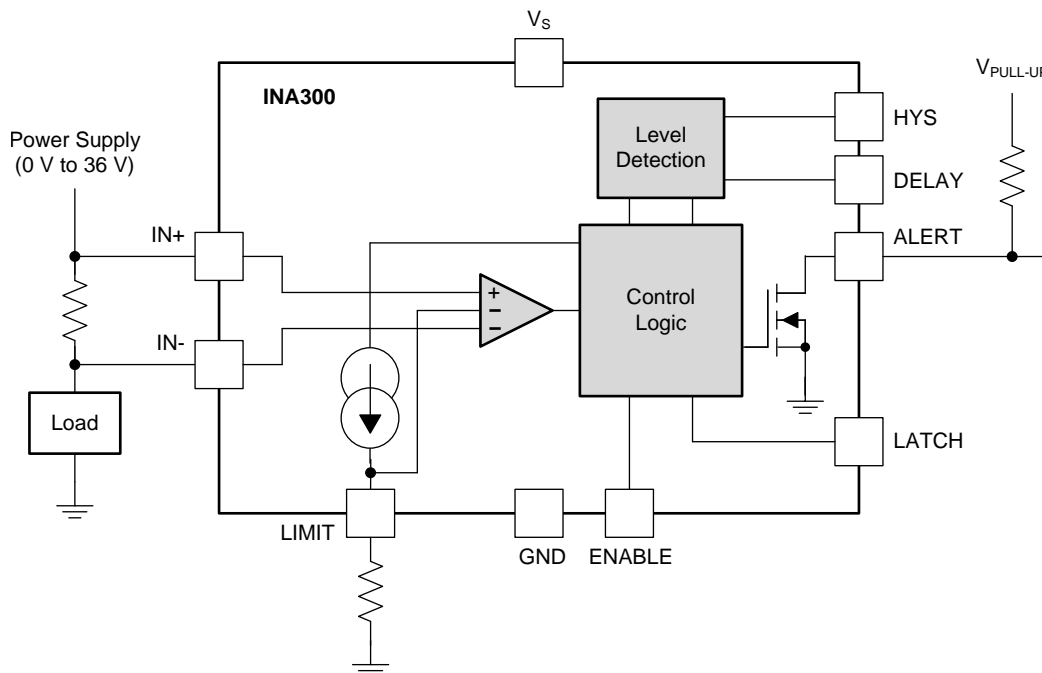 V_S
INA300
V_PULL-UP
HYS
Level
Detection
Power Supply
(0 V to 36 V)
DELAY
IN+
ALERT
+
−
−
Control
Logic
IN-
Load
LATCH
LIMIT
GND
ENABLE